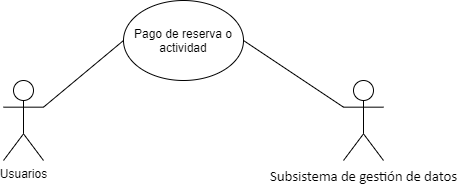 Pago de reserva o
actividad
Usuarios
Subsistema de gestión de datos